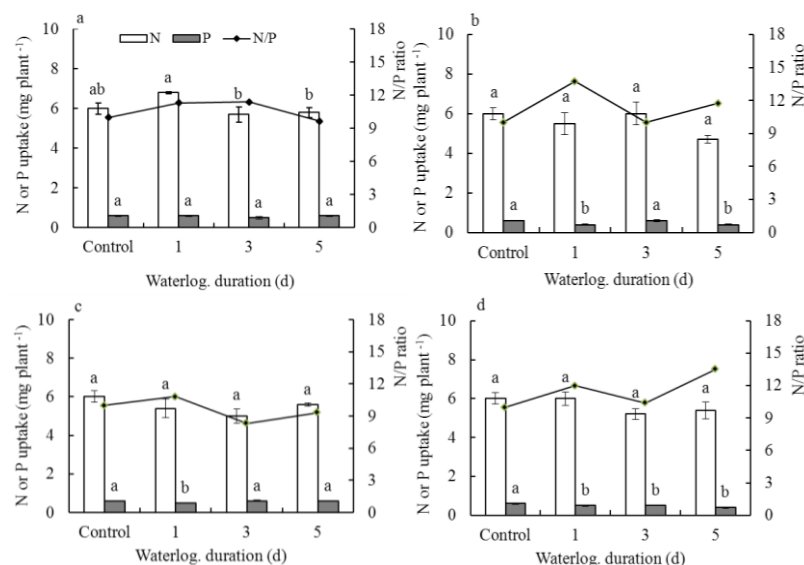 a
N P N/P
N or P uptake (mg plant⁻¹)
10
8
6
4
2
0
ab a b b
a a a a
18
15
12
9
6
3
0
N/P ratio
Control 1 3 5
Waterlog. duration (d)
b
N or P uptake (mg plant⁻¹)
10
8
6
4
2
0
a a a a
a b a b
18
15
12
9
6
3
0
N/P ratio
Control 1 3 5
Waterlog. duration (d)
c
N or P uptake (mg plant⁻¹)
10
8
6
4
2
0
a a a a
a b a a
18
15
12
9
6
3
0
N/P ratio
Control 1 3 5
Waterlog. duration (d)
d
N or P uptake (mg plant⁻¹)
10
8
6
4
2
0
a a a a
a b b b
18
15
12
9
6
3
0
N/P ratio
Control 1 3 5
Waterlog. duration (d)